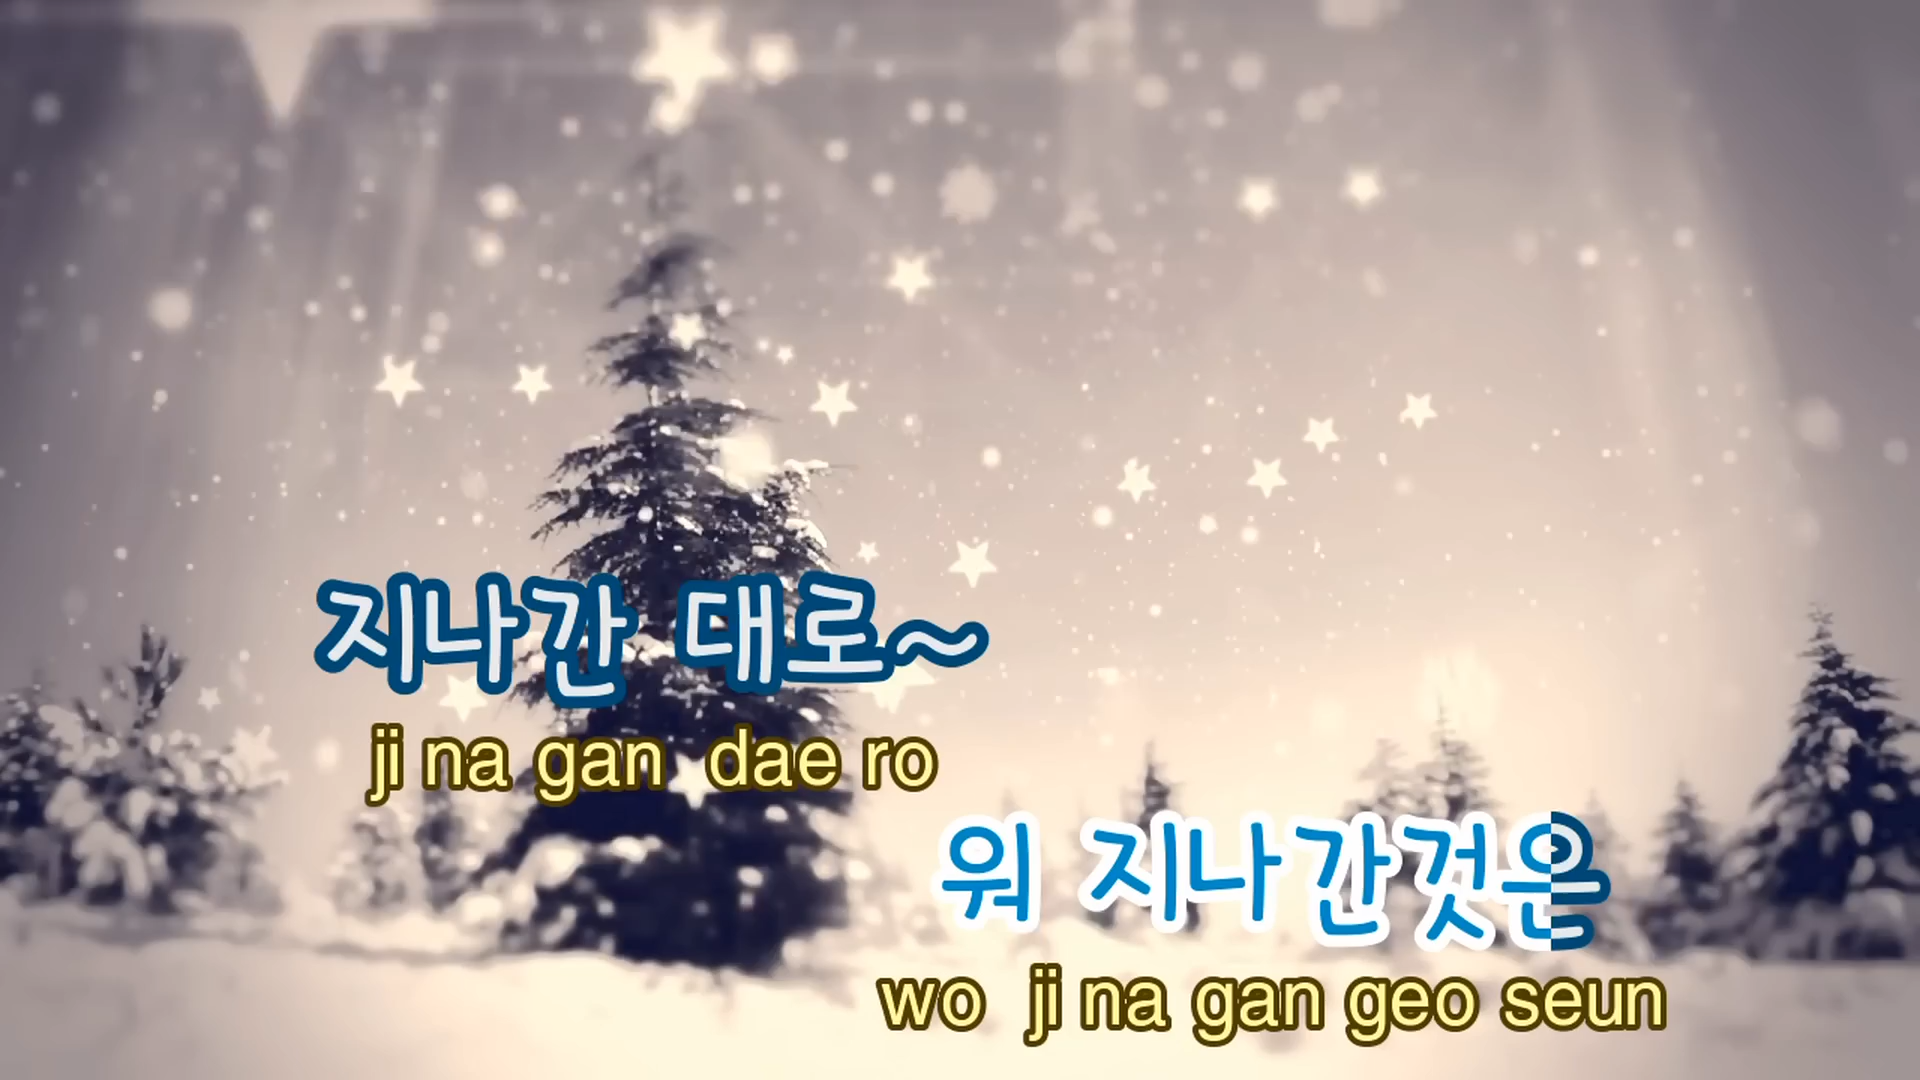 지나간 대로~
ji na gan dae ro
워 지나간것은
wo ji na gan geo seun